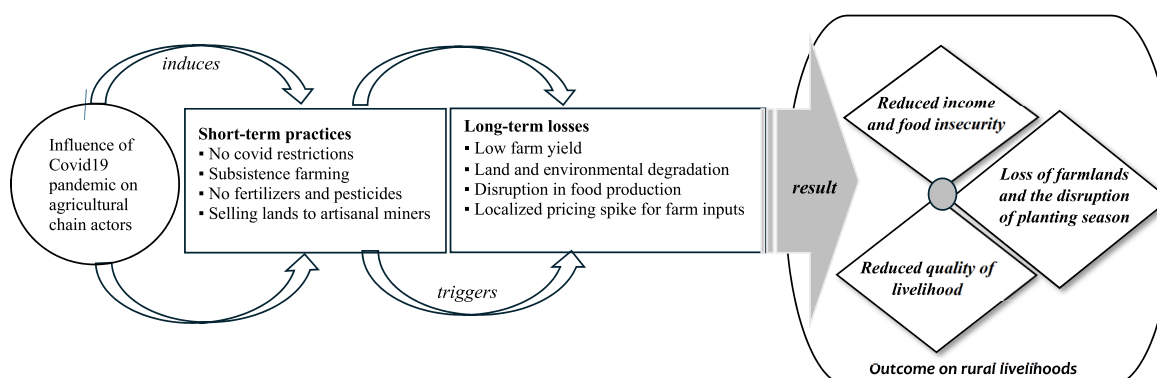 induces
Influence of
Covid19
pandemic on
agricultural
chain actors
Short-term practices
▪ No covid restrictions
▪ Subsistence farming
▪ No fertilizers and pesticides
▪ Selling lands to artisanal miners
Long-term losses
▪ Low farm yield
▪ Land and environmental degradation
▪ Disruption in food production
▪ Localized pricing spike for farm inputs
triggers
result
Reduced income
and food insecurity
Loss of farmlands
and the disruption
of planting season
Reduced quality of
livelihood
Outcome on rural livelihoods